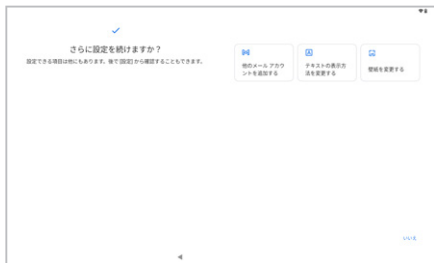 さらに設定を続けますか？
設定できる項目は他にもあります。後で [設定] から確認することもできます。
他のメール アカウ
ントを追加する
テキストの表示方
法を変更する
壁紙を変更する
いいえ